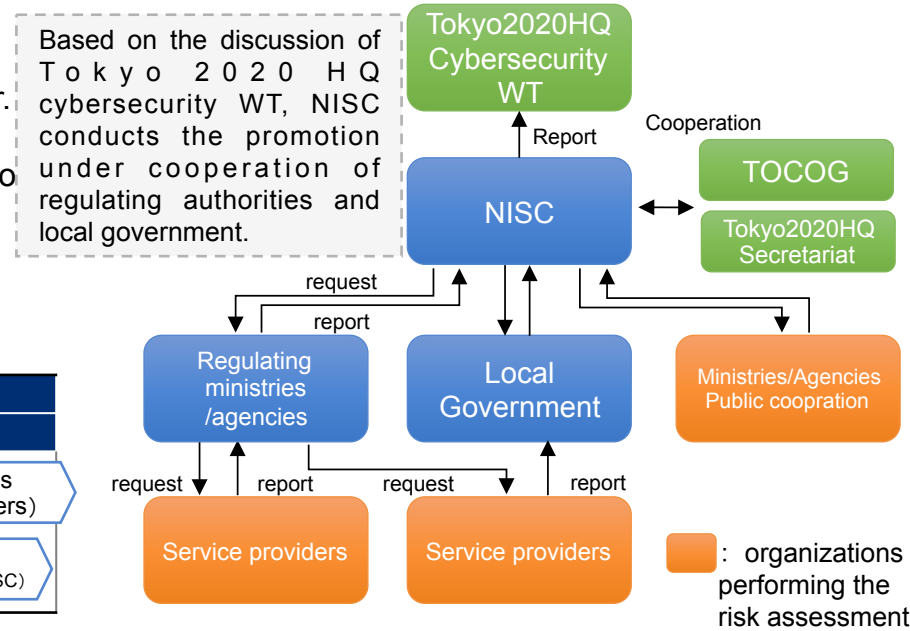 Tokyo2020HQ
Cybersecurity
WT
Based on the discussion of
Tokyo 2020 HQ
cybersecurity WT, NISC
conducts the promotion
under cooperation of
regulating authorities and
local government.
r.
o
Report
Cooperation
NISC
TOCOG
Tokyo2020HQ
Secretariat
request
report
Regulating
ministries
/agencies
Local
Government
Ministries/Agencies
Public coopration
s
ers）
SC）
request
report
request
report
Service providers
Service providers
: organizations
performing the
risk assessment